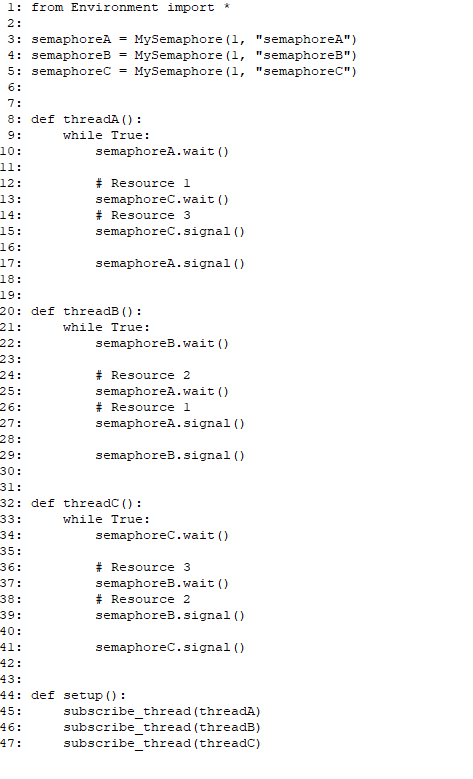 1: from Environment import *
2:
3: semaphoreA = MySemaphore(1, "semaphoreA")
4: semaphoreB = MySemaphore(1, "semaphoreB")
5: semaphoreC = MySemaphore(1, "semaphoreC")
6:
7:
8: def threadA():
9:     while True:
10:         semaphoreA.wait()
11:
12:         # Resource 1
13:         semaphoreC.wait()
14:         # Resource 3
15:         semaphoreC.signal()
16:
17:         semaphoreA.signal()
18:
19:
20: def threadB():
21:     while True:
22:         semaphoreB.wait()
23:
24:         # Resource 2
25:         semaphoreA.wait()
26:         # Resource 1
27:         semaphoreA.signal()
28:
29:         semaphoreB.signal()
30:
31:
32: def threadC():
33:     while True:
34:         semaphoreC.wait()
35:
36:         # Resource 3
37:         semaphoreB.wait()
38:         # Resource 2
39:         semaphoreB.signal()
40:
41:         semaphoreC.signal()
42:
43:
44: def setup():
45:     subscribe_thread(threadA)
46:     subscribe_thread(threadB)
47:     subscribe_thread(threadC)